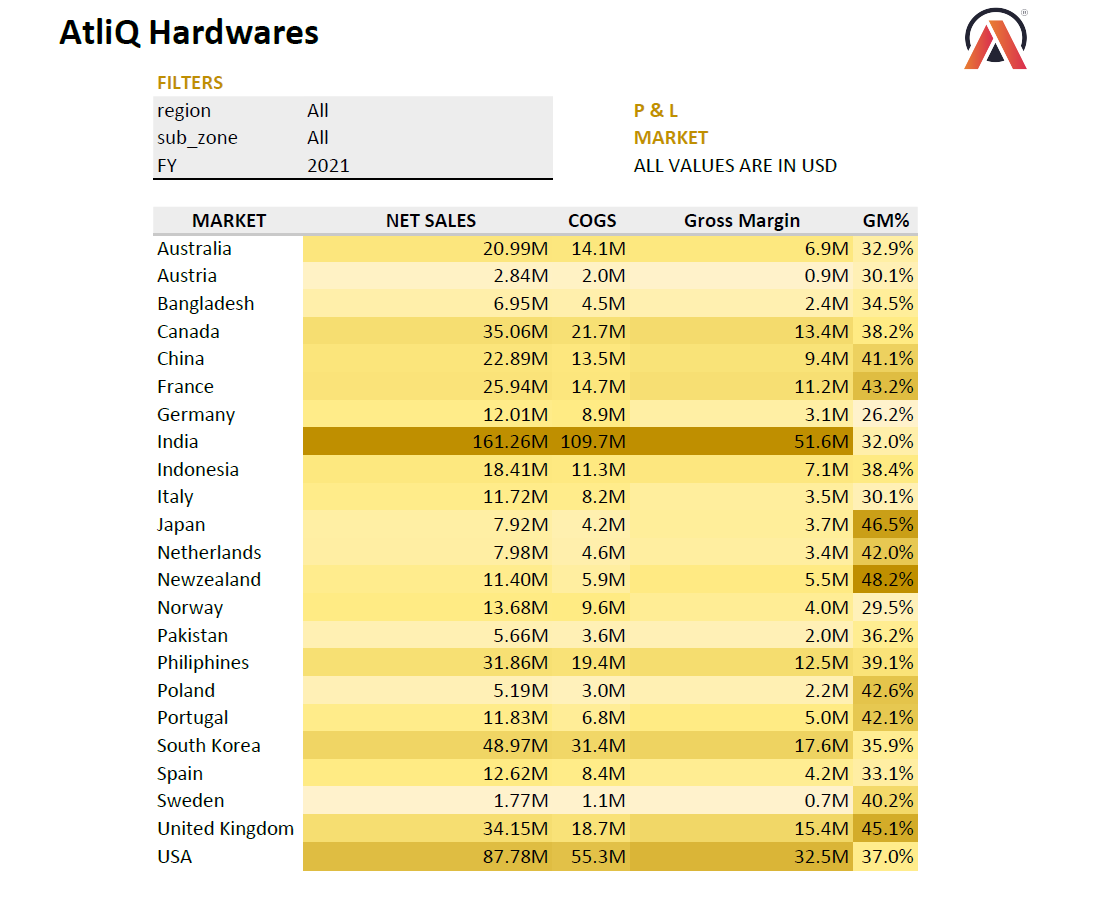 AtliQ Hardwares
FILTERS
region All
sub_zone All
FY 2021
P & L
MARKET
ALL VALUES ARE IN USD
MARKET NET SALES COGS Gross Margin GM%
Australia 20.99M 14.1M 6.9M 32.9%
Austria 2.84M 2.0M 0.9M 30.1%
Bangladesh 6.95M 4.5M 2.4M 34.5%
Canada 35.06M 21.7M 13.4M 38.2%
China 22.89M 13.5M 9.4M 41.1%
France 25.94M 14.7M 11.2M 43.2%
Germany 12.01M 8.9M 3.1M 26.2%
India 161.26M 109.7M 51.6M 32.0%
Indonesia 18.41M 11.3M 7.1M 38.4%
Italy 11.72M 8.2M 3.5M 30.1%
Japan 7.92M 4.2M 3.7M 46.5%
Netherlands 7.98M 4.6M 3.4M 42.0%
Newzealand 11.40M 5.9M 5.5M 48.2%
Norway 13.68M 9.6M 4.0M 29.5%
Pakistan 5.66M 3.6M 2.0M 36.2%
Philiphines 31.86M 19.4M 12.5M 39.1%
Poland 5.19M 3.0M 2.2M 42.6%
Portugal 11.83M 6.8M 5.0M 42.1%
South Korea 48.97M 31.4M 17.6M 35.9%
Spain 12.62M 8.4M 4.2M 33.1%
Sweden 1.77M 1.1M 0.7M 40.2%
United Kingdom 34.15M 18.7M 15.4M 45.1%
USA 87.78M 55.3M 32.5M 37.0%